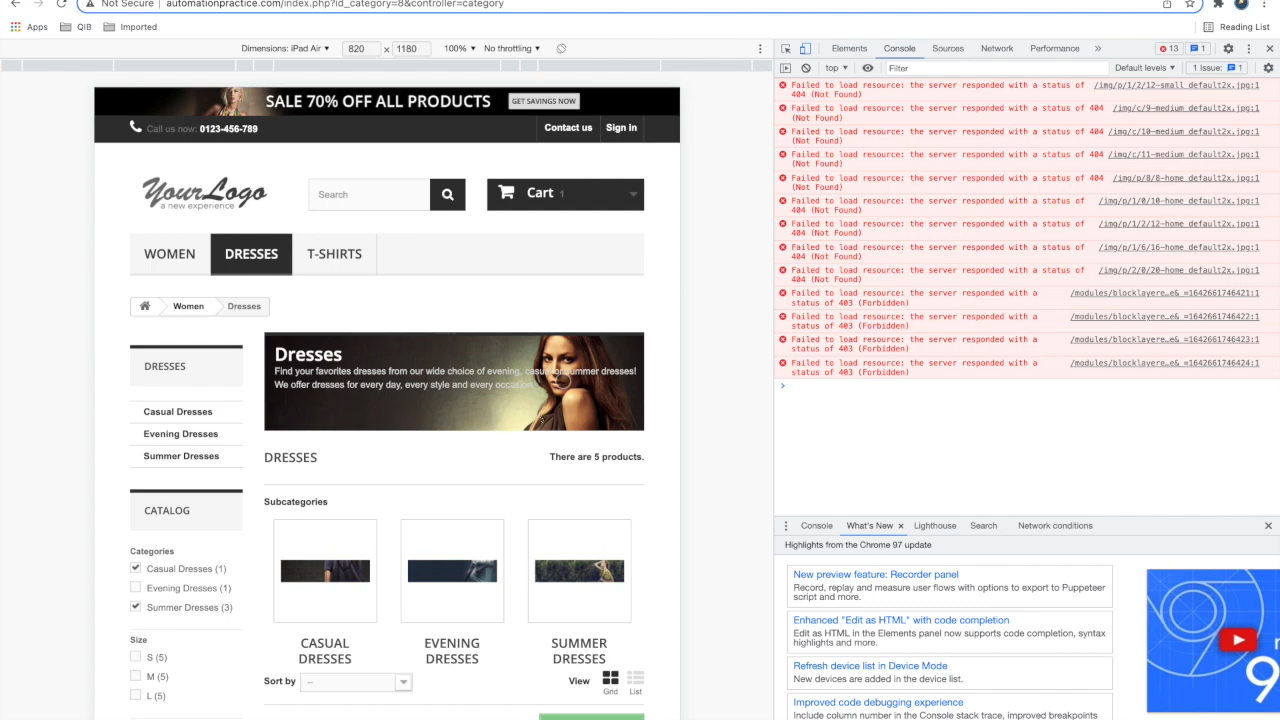 Not Secure
automationpractice.com/index.php?id_category=8&controller=category
Apps
QIB
Imported
Reading List
Dimensions: iPad Air ▾ 820 × 1180 100% ▾ No throttling ▾
SALE 70% OFF ALL PRODUCTS
GET SAVINGS NOW
Call us now: 0123-456-789
Contact us
Sign in
YourLogo
a new experience
Search
Cart 1
WOMEN
DRESSES
T-SHIRTS
Women
Dresses
DRESSES
Casual Dresses
Evening Dresses
Summer Dresses
CATALOG
Categories
Casual Dresses (1)
Evening Dresses (1)
Summer Dresses (3)
Size
S (5)
M (5)
L (5)
Dresses
Find your favorites dresses from our wide choice of evening, casual or summer dresses!
We offer dresses for every day, every style and every occasion.
DRESSES
There are 5 products.
Subcategories
CASUAL
DRESSES
EVENING
DRESSES
SUMMER
DRESSES
Sort by
--
View
Grid
List
Elements
Console
Sources
Network
Performance
»
13
1
top ▾
Filter
Default levels ▾
1 Issue: 1
Failed to load resource: the server responded with a status of /img/p/1/2/12-small_default2x.jpg:1
404 (Not Found)
Failed to load resource: the server responded with a status of 404 /img/c/9-medium_default2x.jpg:1
(Not Found)
Failed to load resource: the server responded with a status of 404 /img/c/10-medium_default2x.jpg:1
(Not Found)
Failed to load resource: the server responded with a status of 404 /img/c/11-medium_default2x.jpg:1
(Not Found)
Failed to load resource: the server responded with a status of 404 /img/p/8/8-home_default2x.jpg:1
(Not Found)
Failed to load resource: the server responded with a status of /img/p/1/0/10-home_default2x.jpg:1
404 (Not Found)
Failed to load resource: the server responded with a status of /img/p/1/2/12-home_default2x.jpg:1
404 (Not Found)
Failed to load resource: the server responded with a status of /img/p/1/6/16-home_default2x.jpg:1
404 (Not Found)
Failed to load resource: the server responded with a status of /img/p/2/0/20-home_default2x.jpg:1
404 (Not Found)
Failed to load resource: the server responded with a /modules/blocklayere…e&_=1642661746421:1
status of 403 (Forbidden)
Failed to load resource: the server responded with a /modules/blocklayere…e&_=1642661746422:1
status of 403 (Forbidden)
Failed to load resource: the server responded with a /modules/blocklayere…e&_=1642661746423:1
status of 403 (Forbidden)
Failed to load resource: the server responded with a /modules/blocklayere…e&_=1642661746424:1
status of 403 (Forbidden)
Console
What's New
Lighthouse
Search
Network conditions
Highlights from the Chrome 97 update
New preview feature: Recorder panel
Record, replay and measure user flows with options to export to Puppeteer
script and more.
Enhanced "Edit as HTML" with code completion
Edit as HTML in the Elements panel now supports code completion, syntax
highlights and more.
Refresh device list in Device Mode
New devices are added in the device list.
Improved code debugging experience
Include column number in the Console stack trace, improved breakpoints
9